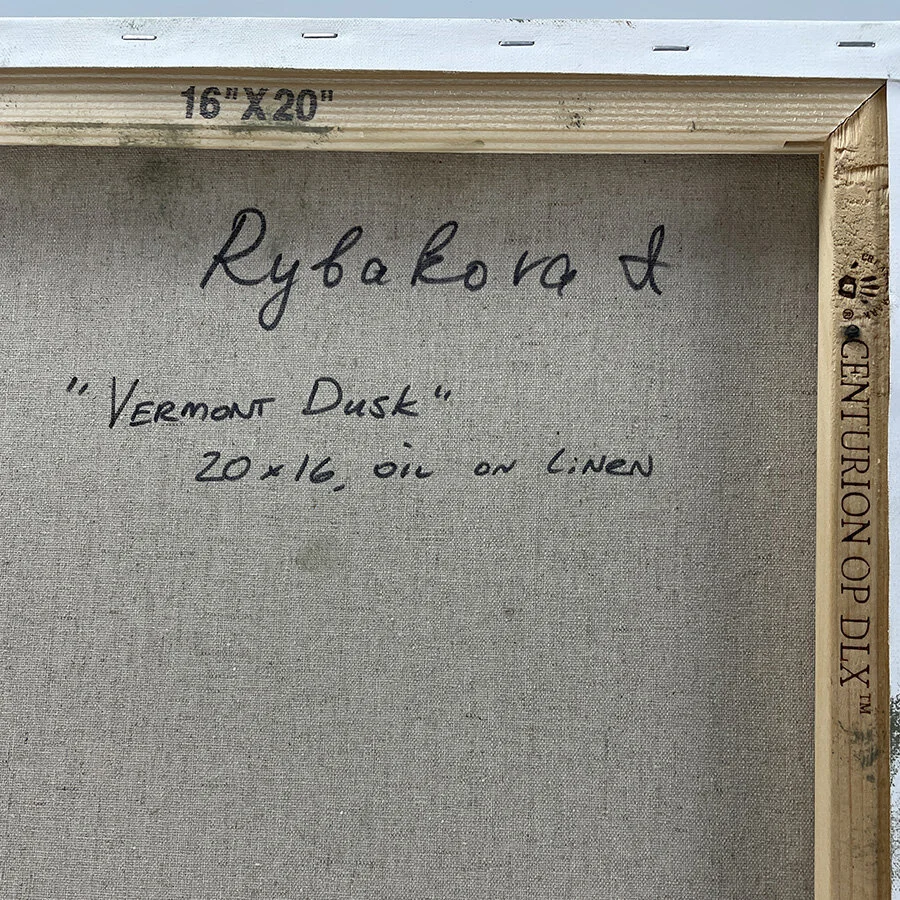 16"X20"
Rybakova I
"Vermont Dusk"
20x16, oil on linen
® CENTURION OP DLX™